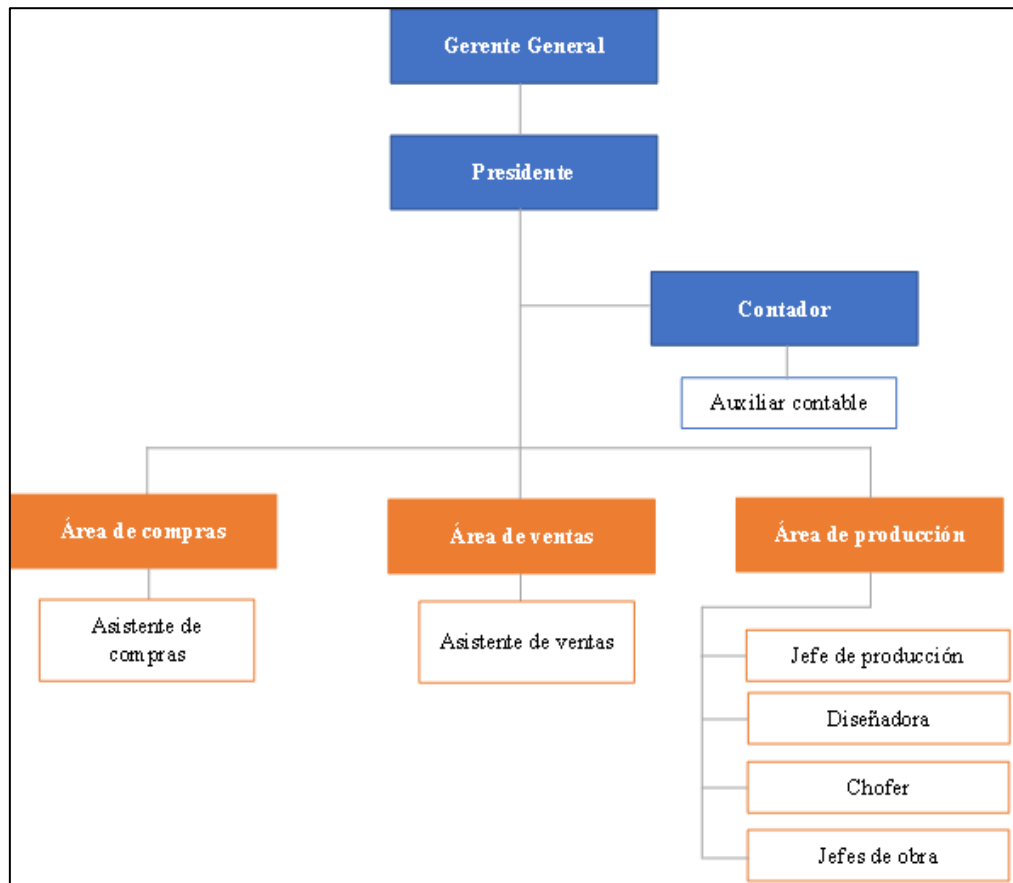 Gerente General
Presidente
Contador
Auxiliar contable
Área de compras
Área de ventas
Área de producción
Asistente de
compras
Asistente de ventas
Jefe de producción
Diseñadora
Chofer
Jefes de obra